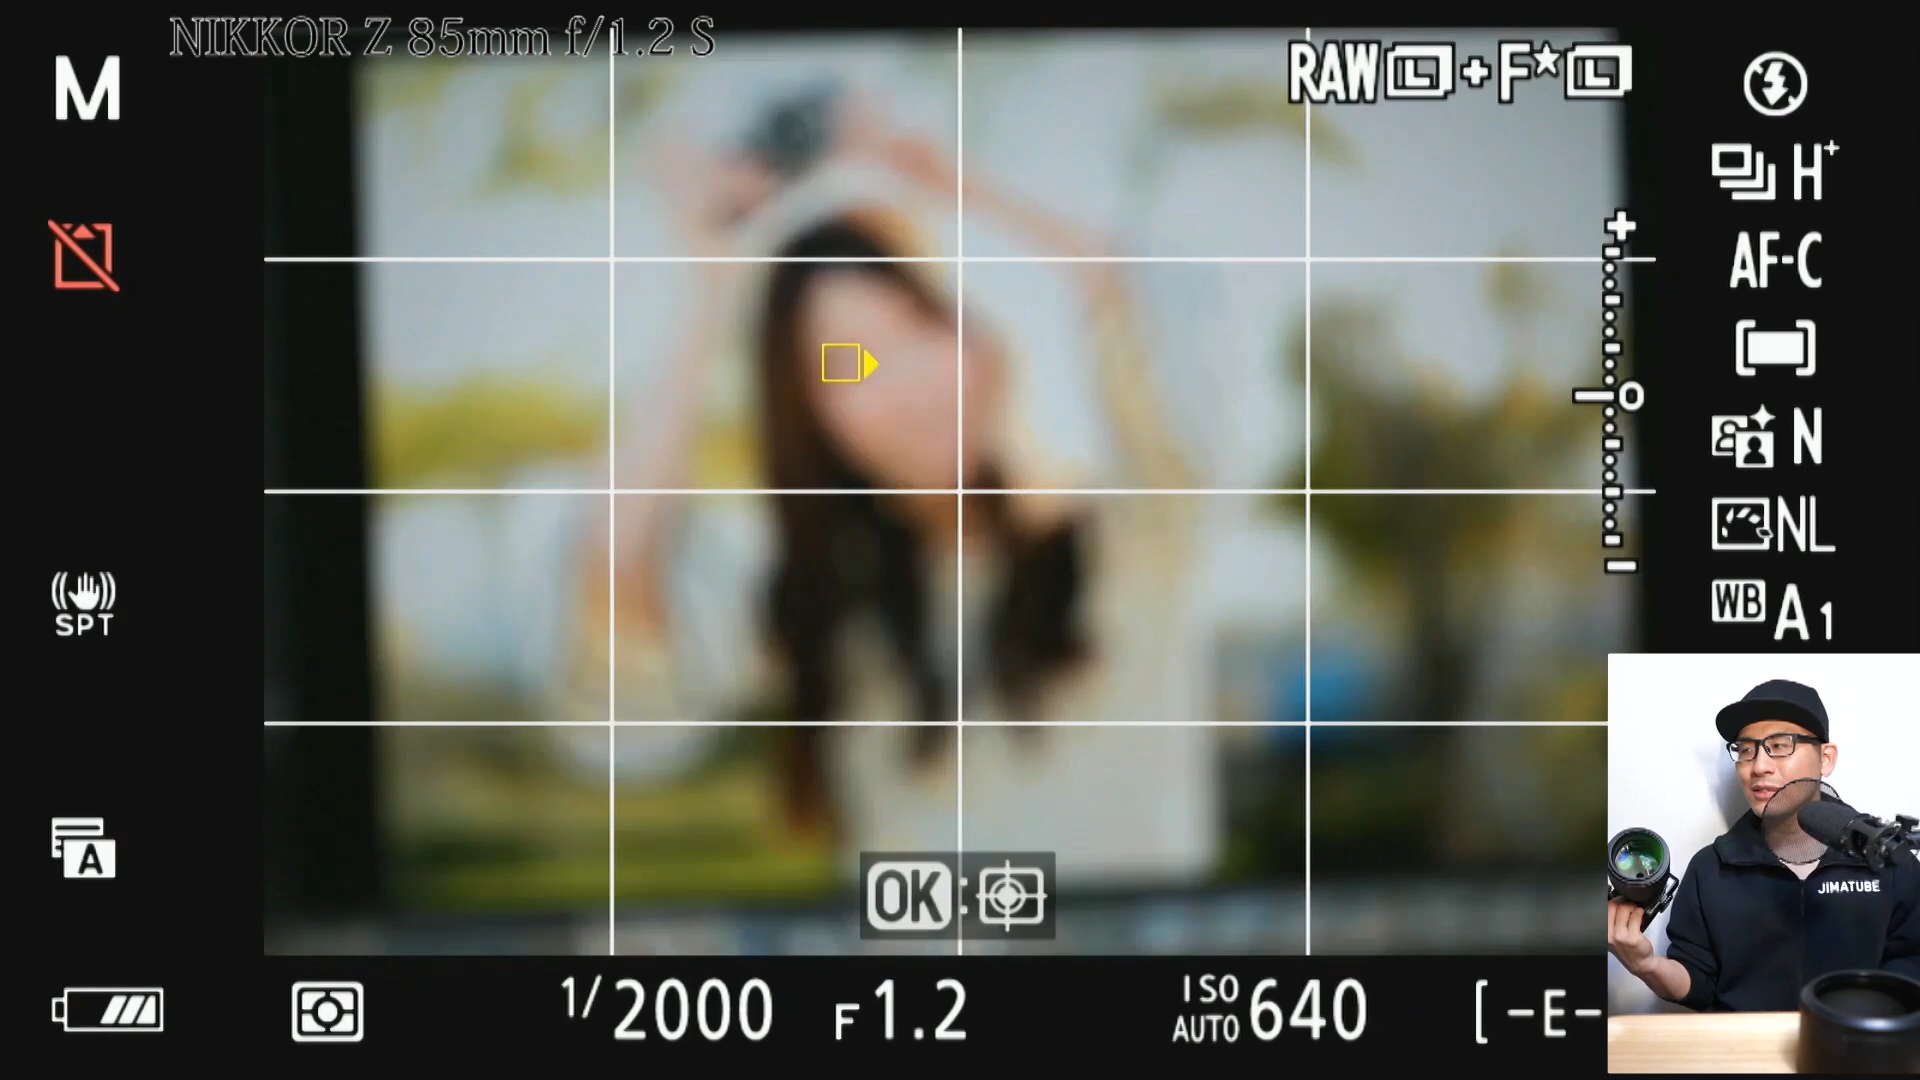 NIKKOR Z 85mm f/1.2 S
M
RAW L + F★ L
H+
AF-C
N
NL
WB A1
SPT
A
OK :
1/2000 F1.2 ISO AUTO 640 [ -E-
JIMATUBE